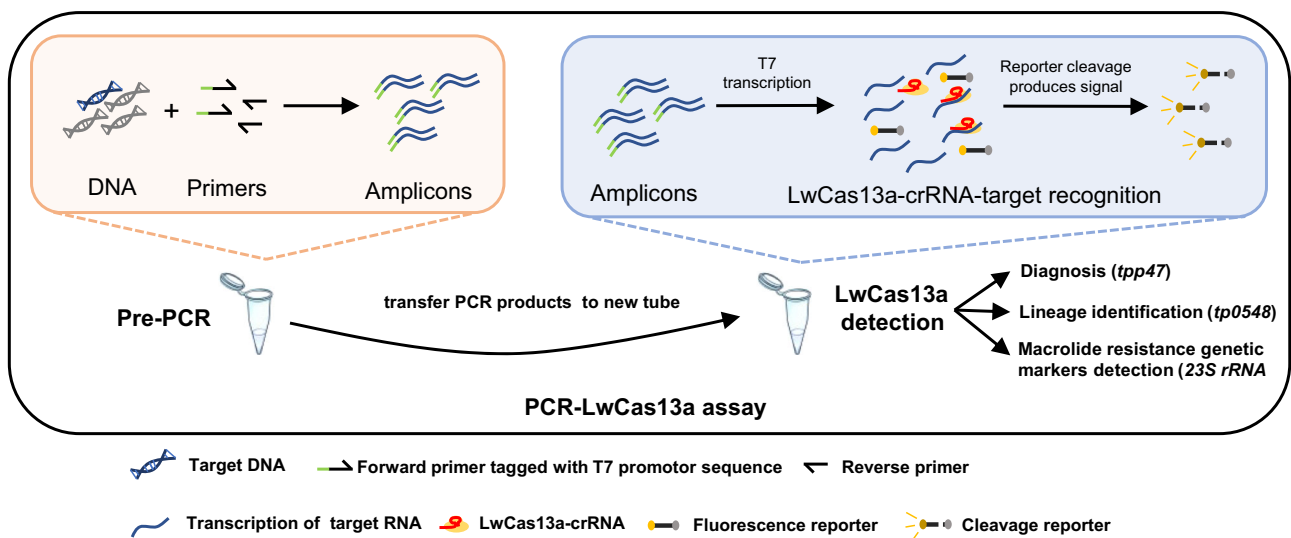 T7
transcription
Reporter cleavage
produces signal
+
DNA
Primers
Amplicons
Amplicons
LwCas13a-crRNA-target recognition
Pre-PCR
transfer PCR products to new tube
LwCas13a
detection
Diagnosis (tpp47)
Lineage identification (tp0548)
Macrolide resistance genetic
markers detection (23S rRNA
PCR-LwCas13a assay
Target DNA
Forward primer tagged with T7 promotor sequence
Reverse primer
Transcription of target RNA
LwCas13a-crRNA
Fluorescence reporter
Cleavage reporter